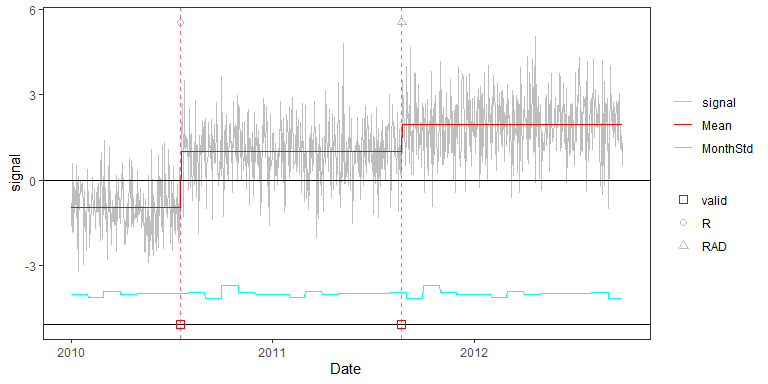 6
3
0
-3
signal
2010
2011
2012
Date
signal
Mean
MonthStd
valid
R
RAD